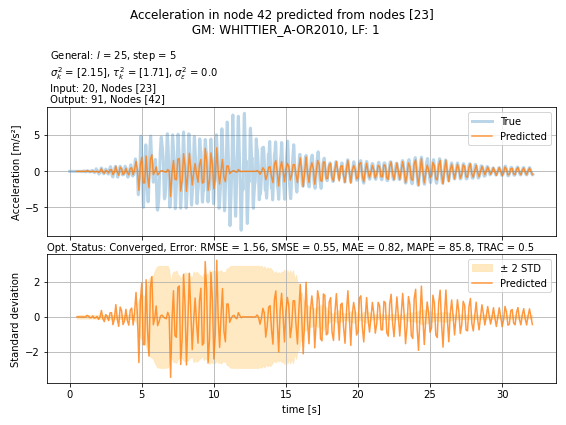 Acceleration in node 42 predicted from nodes [23]
GM: WHITTIER_A-OR2010, LF: 1
General: l = 25, step = 5
σ²ₖ = [2.15], τ²ₖ = [1.71], σ²ε = 0.0
Input: 20, Nodes [23]
Output: 91, Nodes [42]
Acceleration [m/s²]
5
0
−5
True
Predicted
Opt. Status: Converged, Error: RMSE = 1.56, SMSE = 0.55, MAE = 0.82, MAPE = 85.8, TRAC = 0.5
Standard deviation
2
0
−2
± 2 STD
Predicted
0 5 10 15 20 25 30
time [s]